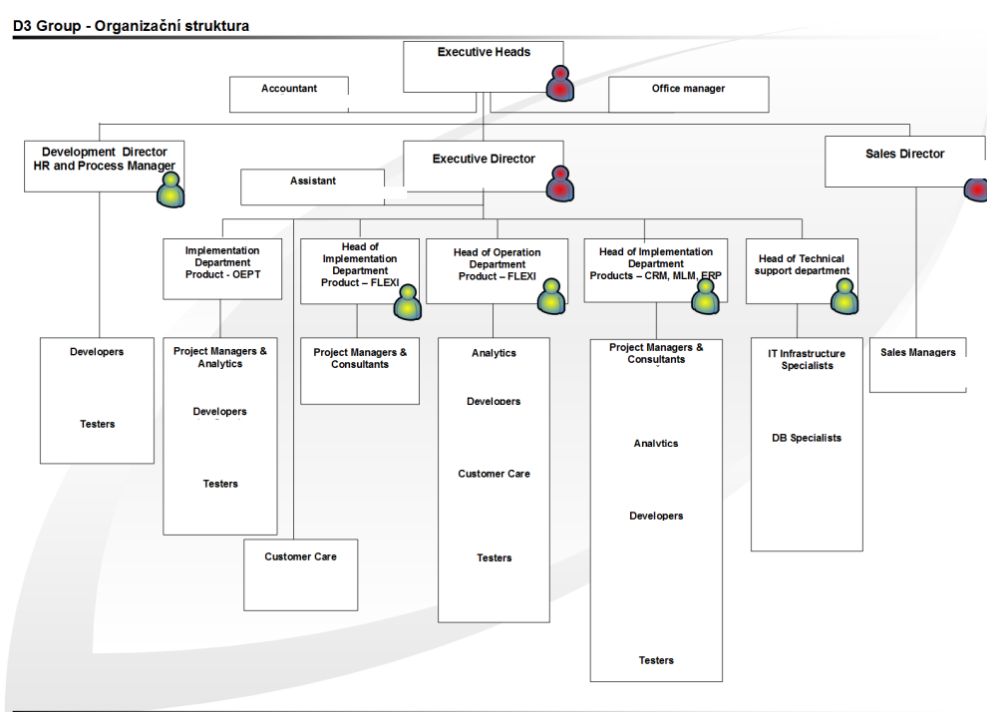 D3 Group - Organizační struktura
Executive Heads
Accountant
Office manager
Development Director
HR and Process Manager
Executive Director
Sales Director
Assistant
Implementation
Department
Product - OEPT
Head of
Implementation
Department
Product – FLEXI
Head of Operation
Department
Product – FLEXI
Head of Implementation
Department
Products – CRM, MLM, ERP
Head of Technical
support department
Developers
Testers
Project Managers &
Analytics
Developers
Testers
Customer Care
Project Managers &
Consultants
Analytics
Developers
Customer Care
Testers
Project Managers &
Consultants
Analytics
Developers
Testers
IT Infrastructure
Specialists
DB Specialists
Sales Managers